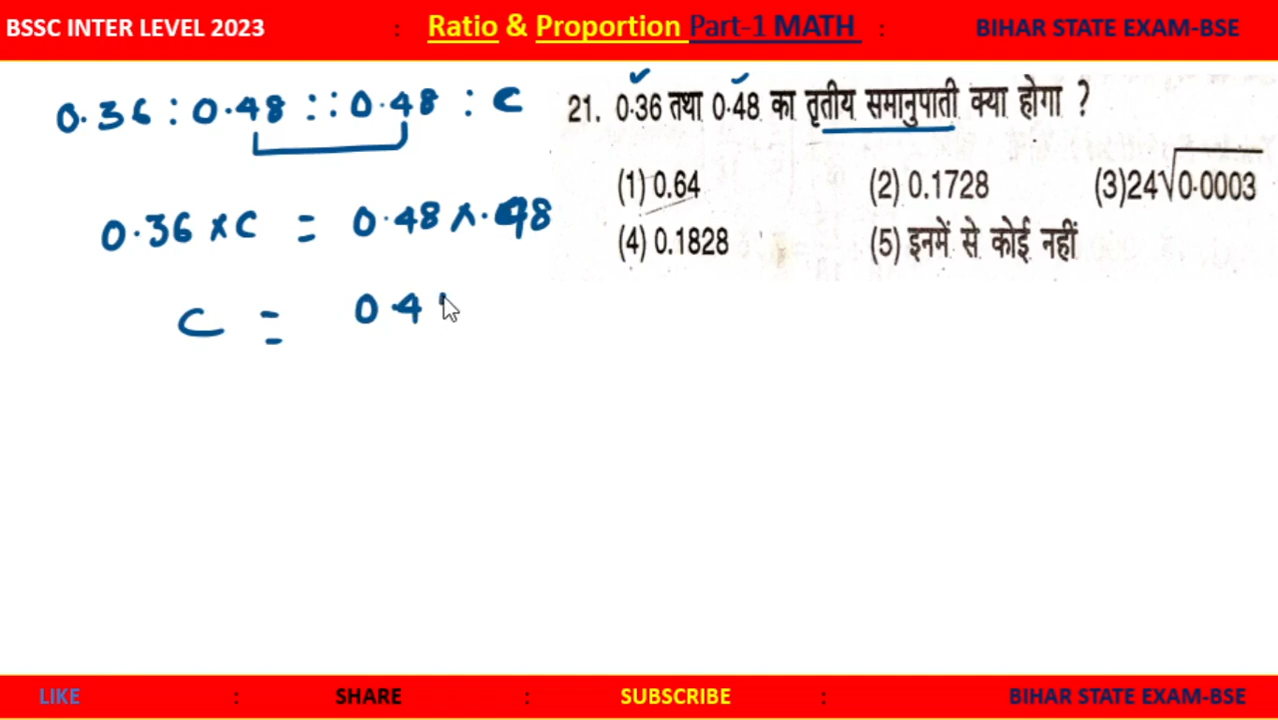 BSSC INTER LEVEL 2023 : Ratio & Proportion Part-1 MATH : BIHAR STATE EXAM-BSE
0.36 : 0.48 :: 0.48 : C
0.36 × C = 0.48 × .48
C = 0.4
21. 0·36 तथा 0·48 का तृतीय समानुपाती क्या होगा ?
(1) 0.64 (2) 0.1728 (3) 24√0·0003
(4) 0.1828 (5) इनमें से कोई नहीं
LIKE : SHARE : SUBSCRIBE : BIHAR STATE EXAM-BSE